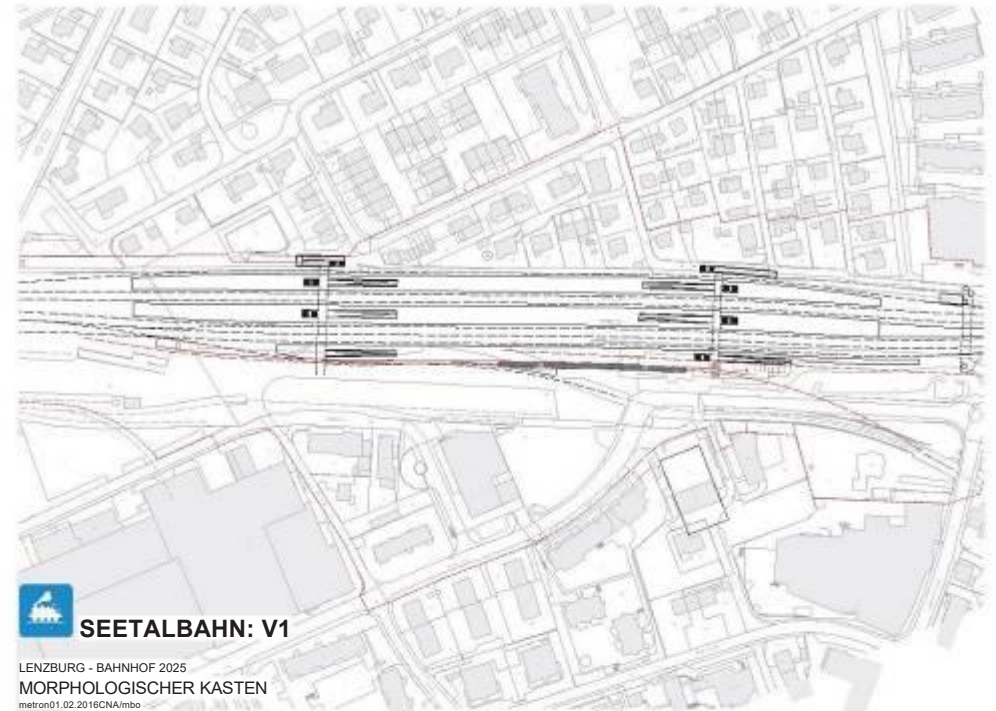 SEETALBAHN: V1
LENZBURG - BAHNHOF 2025
MORPHOLOGISCHER KASTEN
metron01.02.2016CNA/mbo